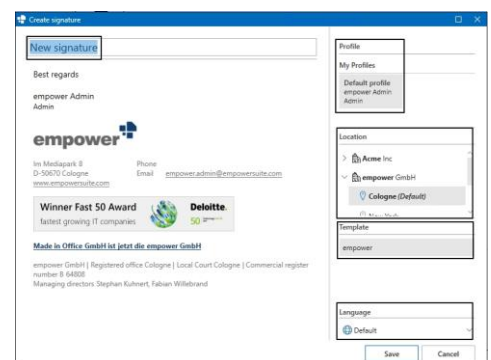 Create signature
New signature
Best regards
empower Admin
Admin
empower
Im Mediapark 8 Phone
D-50670 Cologne Email empower.admin@empowersuite.com
www.empowersuite.com
Winner Fast 50 Award
fastest growing IT companies
Deloitte.
50
Made in Office GmbH ist jetzt die empower GmbH
empower GmbH | Registered office Cologne | Local Court Cologne | Commercial register
number B 64808
Managing directors Stephan Kuhnert, Fabian Willebrand
Profile
My Profiles
Default profile
empower Admin
Admin
Location
Acme Inc
empower GmbH
Cologne (Default)
New York
Template
empower
Language
Default
Save Cancel